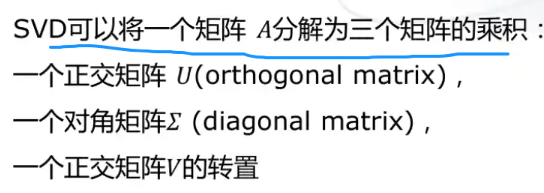 SVD可以将一个矩阵 A分解为三个矩阵的乘积：
一个正交矩阵 U(orthogonal matrix)，
一个对角矩阵Σ (diagonal matrix)，
一个正交矩阵V的转置